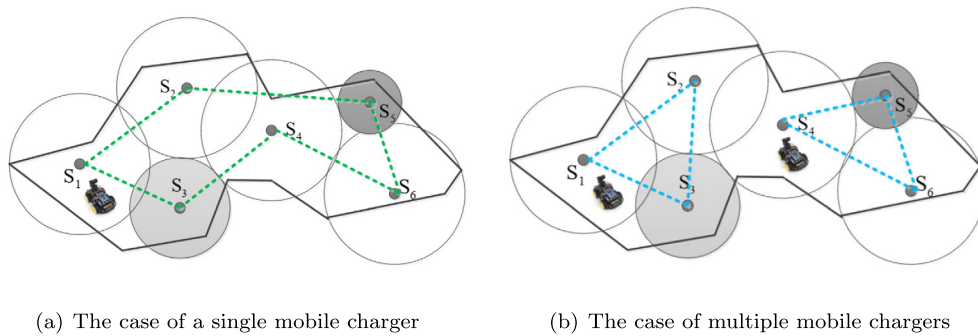 S1
S2
S3
S4
S5
S6
S1
S2
S3
S4
S5
S6
(a) The case of a single mobile charger
(b) The case of multiple mobile chargers